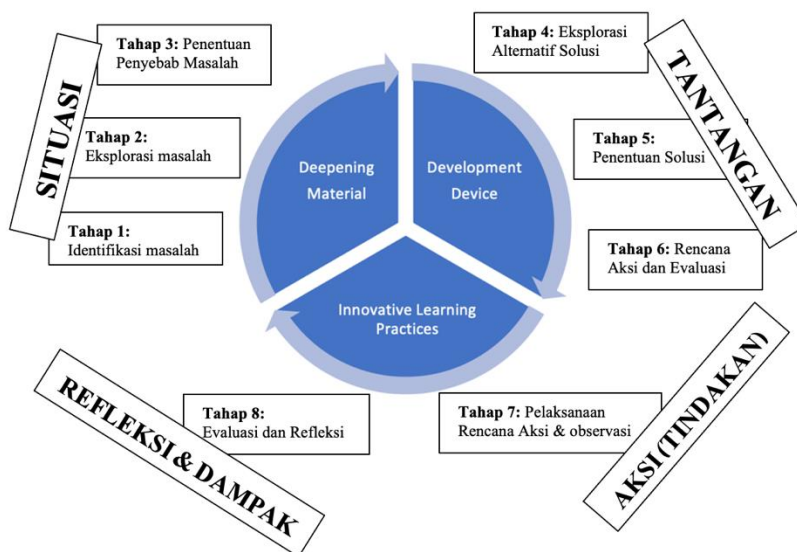 SITUASI
Tahap 3: Penentuan
Penyebab Masalah
Tahap 2:
Eksplorasi masalah
Tahap 1:
Identifikasi masalah
Deepening
Material
Development
Device
Innovative Learning
Practices
Tahap 4: Eksplorasi
Alternatif Solusi
Tahap 5:
Penentuan Solusi
Tahap 6: Rencana
Aksi dan Evaluasi
TANTANGAN
Tahap 7: Pelaksanaan
Rencana Aksi & observasi
AKSI (TINDAKAN)
Tahap 8:
Evaluasi dan Refleksi
REFLEKSI & DAMPAK